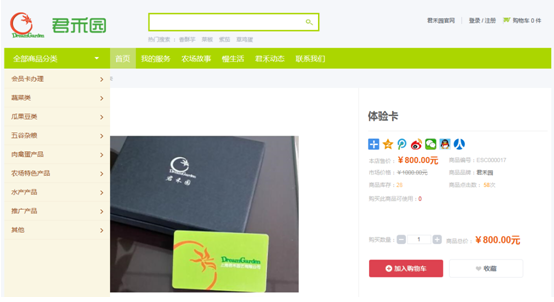 君禾园
DreamGarden
君禾园官网 登录 / 注册 购物车 0 件
热门搜索：
全部商品分类 首页 我的服务 农场故事 橙生活 君禾动态 联系我们
会员卡办理
蔬菜类
瓜果豆类
五谷杂粮
肉禽蛋产品
农场特色产品
水产产品
推广产品
其他
君禾园
DreamGarden
体验卡
本店售价：￥800.00元 商品编号：ESC000017
市场价格：￥1000.00元 商品品牌：君禾园
商品库存：28 商品点击数：98次
购买此商品可使用：0
购买数量： 1 商品总价：￥800.00元
加入购物车 收藏